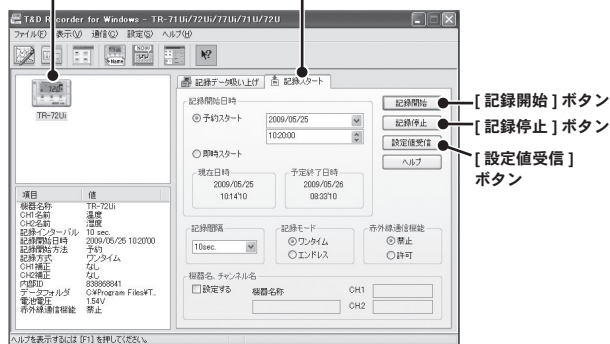 T&D Recorder for Windows - TR-71Ui/72Ui/77Ui/71U/72U
ファイル(F) 表示(V) 通信(C) 設定(S) ヘルプ(H)
TR-72Ui
記録データ吸い上げ 記録スタート
記録開始日時
予約スタート 2009/05/25
10:20'00
即時スタート
現在日時 予定終了日時
2009/05/25 2009/05/26
10:14'10 08:33'10
記録開始
記録停止
設定値受信
ヘルプ
[ 記録開始 ] ボタン
[ 記録停止 ] ボタン
[ 設定値受信 ]
ボタン
項目 値
機器名称 TR-72Ui
CH1名前 温度
CH2名前 湿度
記録インターバル 10 sec.
記録開始日時 2009/05/25 10:20'00
記録開始方法 予約
記録方式 ワンタイム
CH1補正 なし
CH2補正 なし
内部ID 838868841
データフォルダ C:¥Program Files¥T..
電池電圧 1.54V
赤外線通信機能 禁止
記録間隔 記録モード 赤外線通信機能
10sec. ワンタイム 禁止
エンドレス 許可
機器名、チャンネル名
設定する 機器名称 CH1
CH2
ヘルプを表示するには [F1] を押してください。